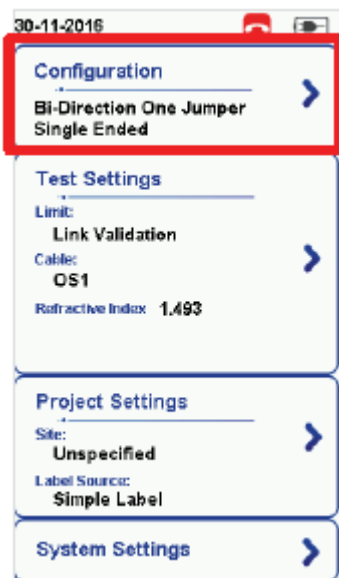 30-11-2016
Configuration
Bi-Direction One Jumper
Single Ended
Test Settings
Limit:
Link Validation
Cable:
OS1
Refractive Index 1.493
Project Settings
Site:
Unspecified
Label Source:
Simple Label
System Settings